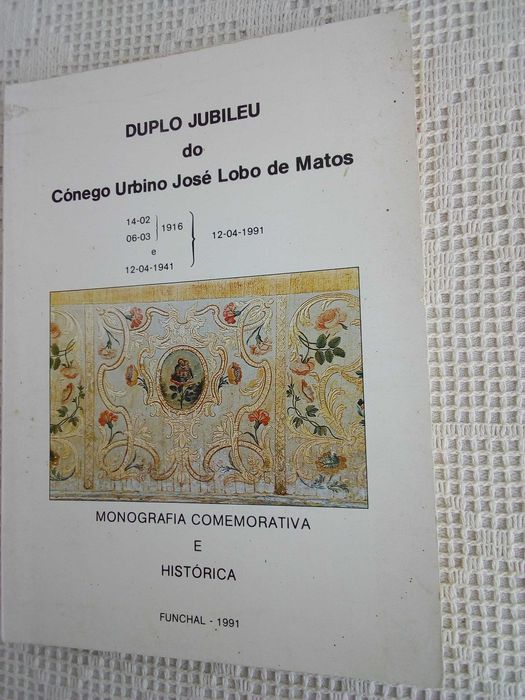 DUPLO JUBILEU
do
Cónego Urbino José Lobo de Matos
14-02
06-03
1916
e
12-04-1941
12-04-1991
MONOGRAFIA COMEMORATIVA
E
HISTÓRICA
FUNCHAL - 1991